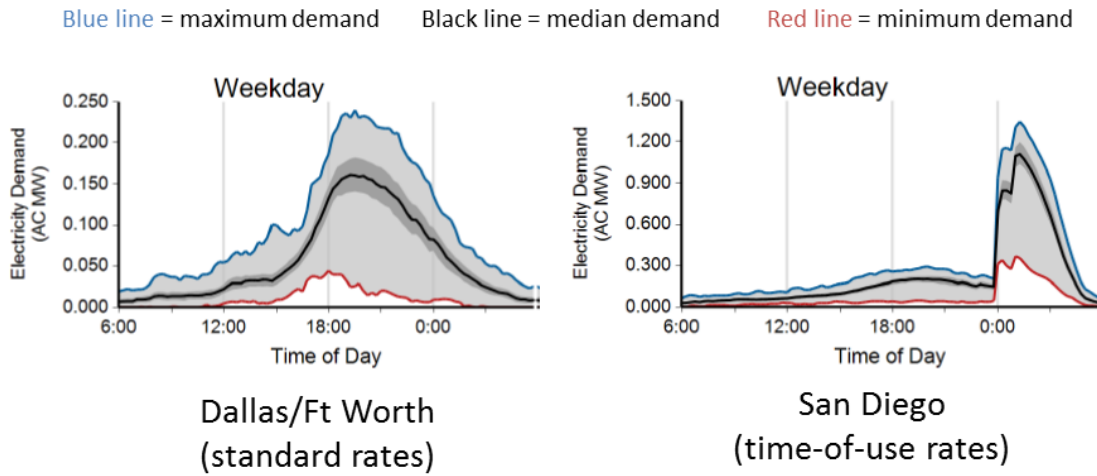 Blue line = maximum demand Black line = median demand Red line = minimum demand
Weekday
0.250
0.200
0.150
0.100
0.050
0.000
Electricity Demand
(AC MW)
6:00 12:00 18:00 0:00
Time of Day
Dallas/Ft Worth
(standard rates)
Weekday
1.500
1.200
0.900
0.600
0.300
0.000
Electricity Demand
(AC MW)
6:00 12:00 18:00 0:00
Time of Day
San Diego
(time-of-use rates)